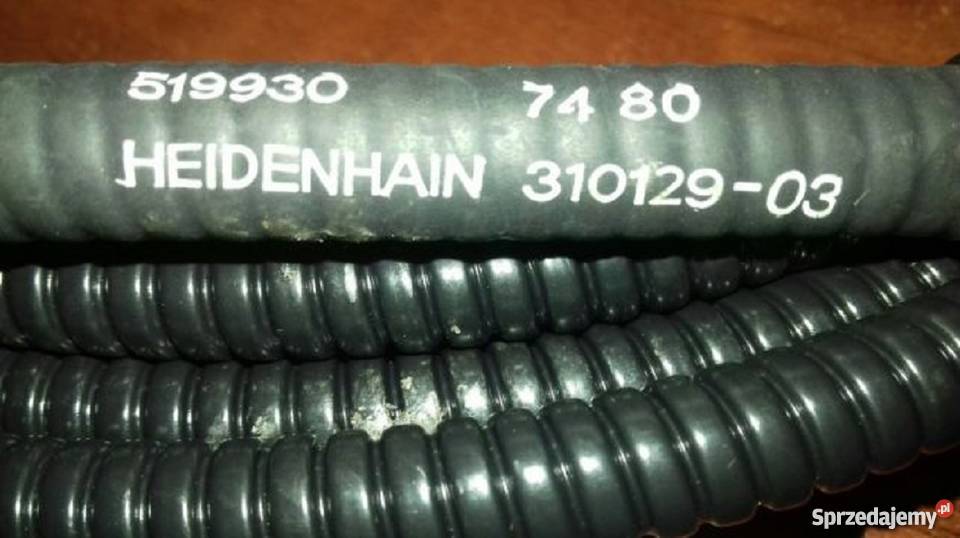 519930 74 80
HEIDENHAIN 310129-03
Sprzedajemy.pl